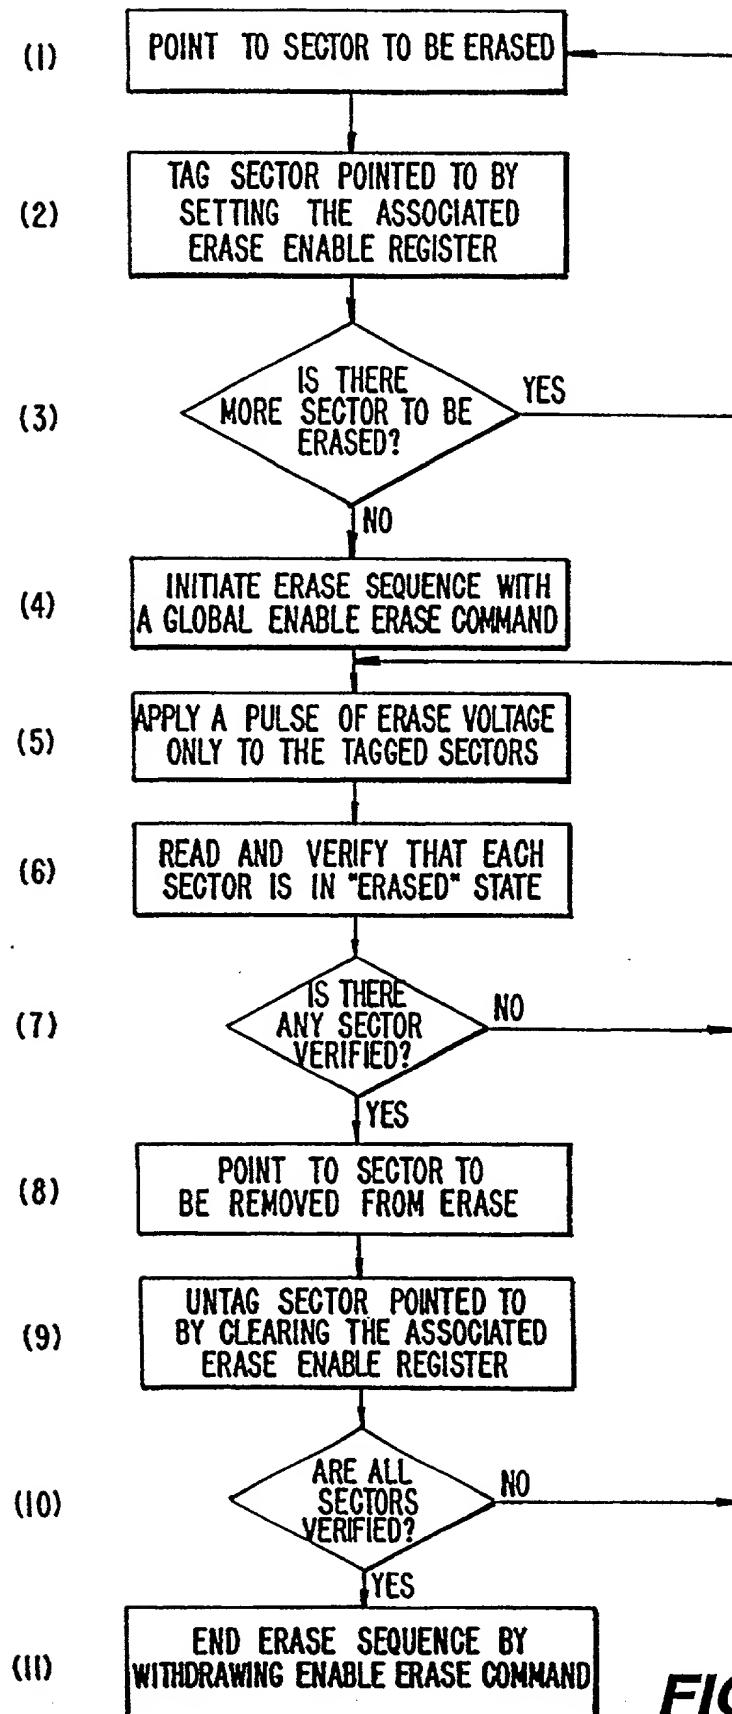 (1)
POINT TO SECTOR TO BE ERASED
(2)
TAG SECTOR POINTED TO BY
SETTING THE ASSOCIATED
ERASE ENABLE REGISTER
(3)
IS THERE
MORE SECTOR TO BE
ERASED?
YES
NO
(4)
INITIATE ERASE SEQUENCE WITH
A GLOBAL ENABLE ERASE COMMAND
(5)
APPLY A PULSE OF ERASE VOLTAGE
ONLY TO THE TAGGED SECTORS
(6)
READ AND VERIFY THAT EACH
SECTOR IS IN "ERASED" STATE
(7)
IS THERE
ANY SECTOR
VERIFIED?
NO
YES
(8)
POINT TO SECTOR TO
BE REMOVED FROM ERASE
(9)
UNTAG SECTOR POINTED TO
BY CLEARING THE ASSOCIATED
ERASE ENABLE REGISTER
(10)
ARE ALL
SECTORS
VERIFIED?
NO
YES
(11)
END ERASE SEQUENCE BY
WITHDRAWING ENABLE ERASE COMMAND